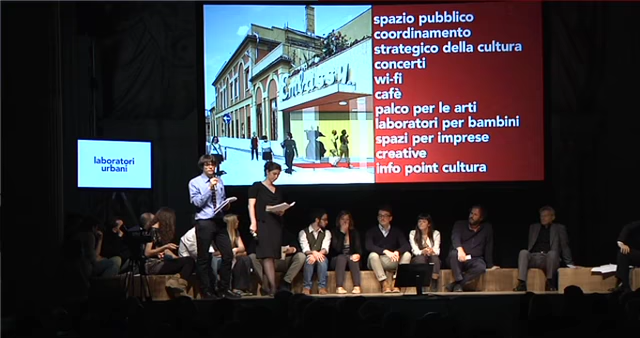 spazio pubblico
coordinamento
strategico della cultura
concerti
wi-fi
cafè
palco per le arti
laboratori per bambini
spazi per imprese
creative
info point cultura
Embassy
laboratori
urbani